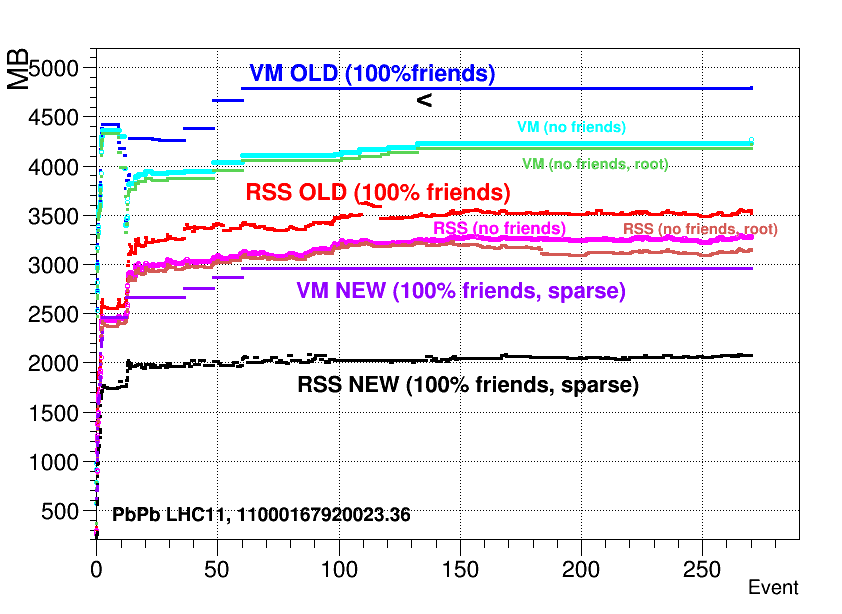 MB
5000
VM OLD (100%friends)
<
4500
VM (no friends)
4000
VM (no friends, root)
RSS OLD (100% friends)
3500
RSS (no friends)
RSS (no friends, root)
3000
VM NEW (100% friends, sparse)
2500
2000
RSS NEW (100% friends, sparse)
1500
1000
500
PbPb LHC11, 11000167920023.36
0 50 100 150 200 250
Event